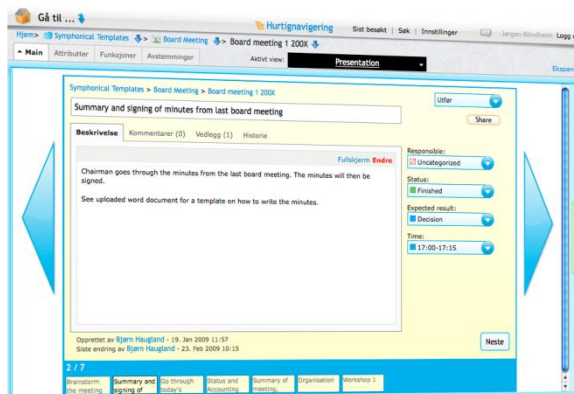 Gå til ...
Hurtignavigering
Sist besøkt | Søk | Innstillinger
Jørgen Blindheim Logg
Hjem> Symphonical Templates > Board Meeting > Board meeting 1 200X
Main Attributter Funksjoner Avstemminger
Aktivt view: Presentation
Symphonical Templates > Board Meeting > Board meeting 1 200X
Summary and signing of minutes from last board meeting
Utfør
Share
Beskrivelse Kommentarer (0) Vedlegg (1) Historie
Fullskjerm Endre
Chairman goes through the minutes from the last board meeting. The minutes will then be
signed.
See uploaded word document for a template on how to write the minutes.
Responsible:
Uncategorized
Status:
Finished
Expected result:
Decision
Time:
17:00-17:15
Opprettet av Bjørn Haugland - 19. Jan 2009 11:57
Siste endring av Bjørn Haugland - 23. Feb 2009 10:15
Neste
2 / 7
Brainstorm
the meeting
Summary and
signing of
Go through
today's
Status and
Accounting
Summary of
meeting,
Organisation
Workshop 1